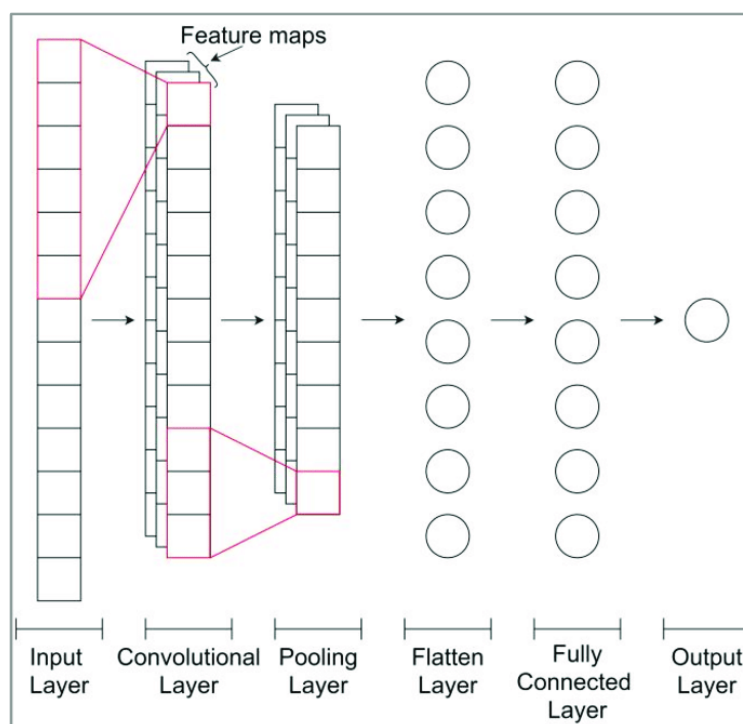 Feature maps
Input
Layer
Convolutional
Layer
Pooling
Layer
Flatten
Layer
Fully
Connected
Layer
Output
Layer